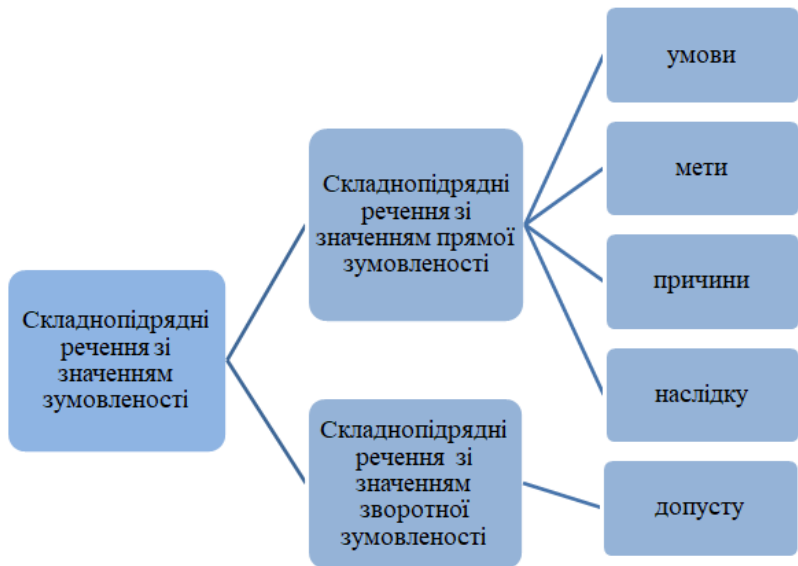 Складнопідрядні
речення зі
значенням
зумовленості
Складнопідрядні
речення зі
значенням прямої
зумовленості
умови
мети
причини
наслідку
Складнопідрядні
речення зі
значенням
зворотної
зумовленості
допусту